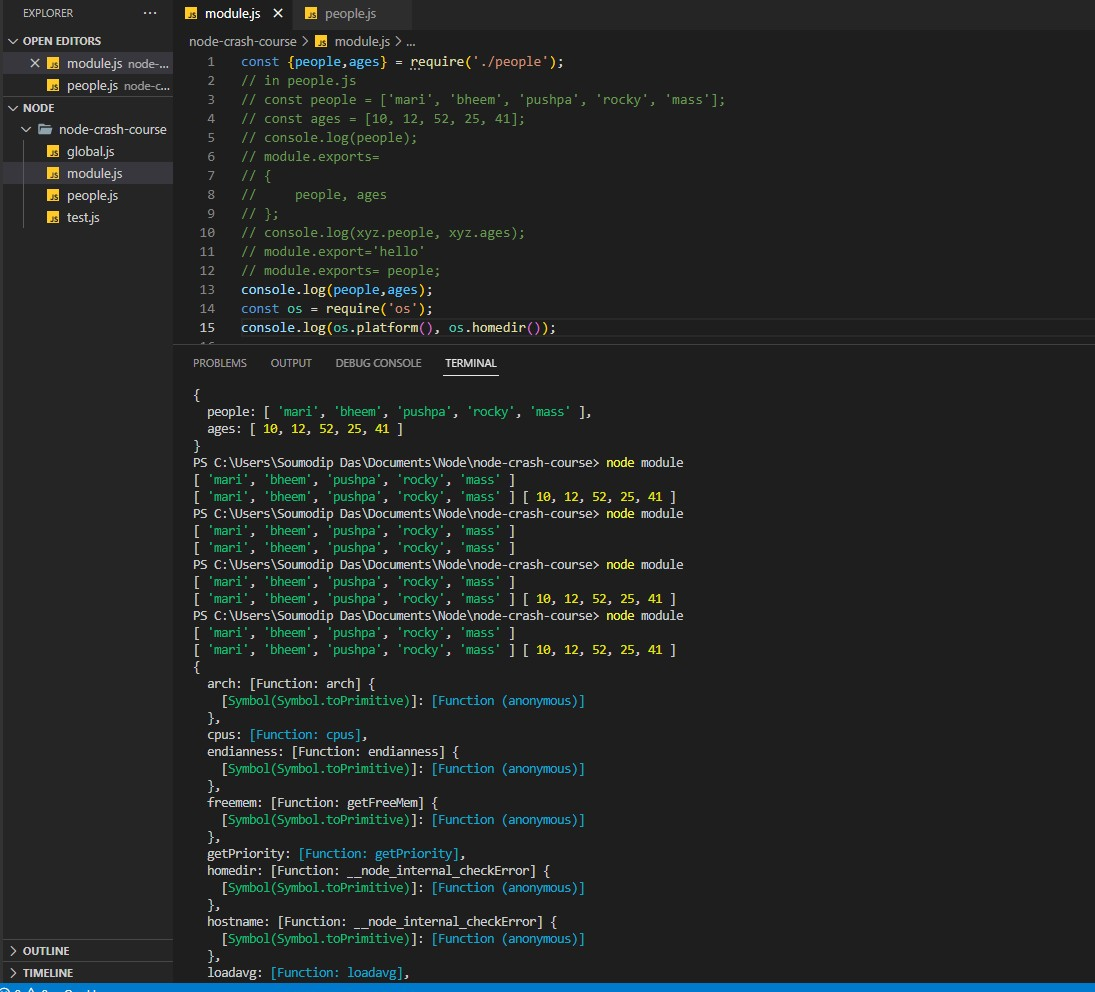 EXPLORER ...
OPEN EDITORS
module.js node-...
people.js node-c...
NODE
node-crash-course
global.js
module.js
people.js
test.js
OUTLINE
TIMELINE
module.js people.js
node-crash-course > module.js > ...
1 const {people,ages} = require('./people');
2 // in people.js
3 // const people = ['mari', 'bheem', 'pushpa', 'rocky', 'mass'];
4 // const ages = [10, 12, 52, 25, 41];
5 // console.log(people);
6 // module.exports=
7 // {
8 //     people, ages
9 // };
10 // console.log(xyz.people, xyz.ages);
11 // module.export='hello'
12 // module.exports= people;
13 console.log(people,ages);
14 const os = require('os');
15 console.log(os.platform(), os.homedir());
PROBLEMS OUTPUT DEBUG CONSOLE TERMINAL
{
  people: [ 'mari', 'bheem', 'pushpa', 'rocky', 'mass' ],
  ages: [ 10, 12, 52, 25, 41 ]
}
PS C:\Users\Soumodip Das\Documents\Node\node-crash-course> node module
[ 'mari', 'bheem', 'pushpa', 'rocky', 'mass' ]
[ 'mari', 'bheem', 'pushpa', 'rocky', 'mass' ] [ 10, 12, 52, 25, 41 ]
PS C:\Users\Soumodip Das\Documents\Node\node-crash-course> node module
[ 'mari', 'bheem', 'pushpa', 'rocky', 'mass' ]
[ 'mari', 'bheem', 'pushpa', 'rocky', 'mass' ]
PS C:\Users\Soumodip Das\Documents\Node\node-crash-course> node module
[ 'mari', 'bheem', 'pushpa', 'rocky', 'mass' ]
[ 'mari', 'bheem', 'pushpa', 'rocky', 'mass' ] [ 10, 12, 52, 25, 41 ]
PS C:\Users\Soumodip Das\Documents\Node\node-crash-course> node module
[ 'mari', 'bheem', 'pushpa', 'rocky', 'mass' ]
[ 'mari', 'bheem', 'pushpa', 'rocky', 'mass' ] [ 10, 12, 52, 25, 41 ]
{
  arch: [Function: arch] {
    [Symbol(Symbol.toPrimitive)]: [Function (anonymous)]
  },
  cpus: [Function: cpus],
  endianness: [Function: endianness] {
    [Symbol(Symbol.toPrimitive)]: [Function (anonymous)]
  },
  freemem: [Function: getFreeMem] {
    [Symbol(Symbol.toPrimitive)]: [Function (anonymous)]
  },
  getPriority: [Function: getPriority],
  homedir: [Function: __node_internal_checkError] {
    [Symbol(Symbol.toPrimitive)]: [Function (anonymous)]
  },
  hostname: [Function: __node_internal_checkError] {
    [Symbol(Symbol.toPrimitive)]: [Function (anonymous)]
  },
  loadavg: [Function: loadavg],